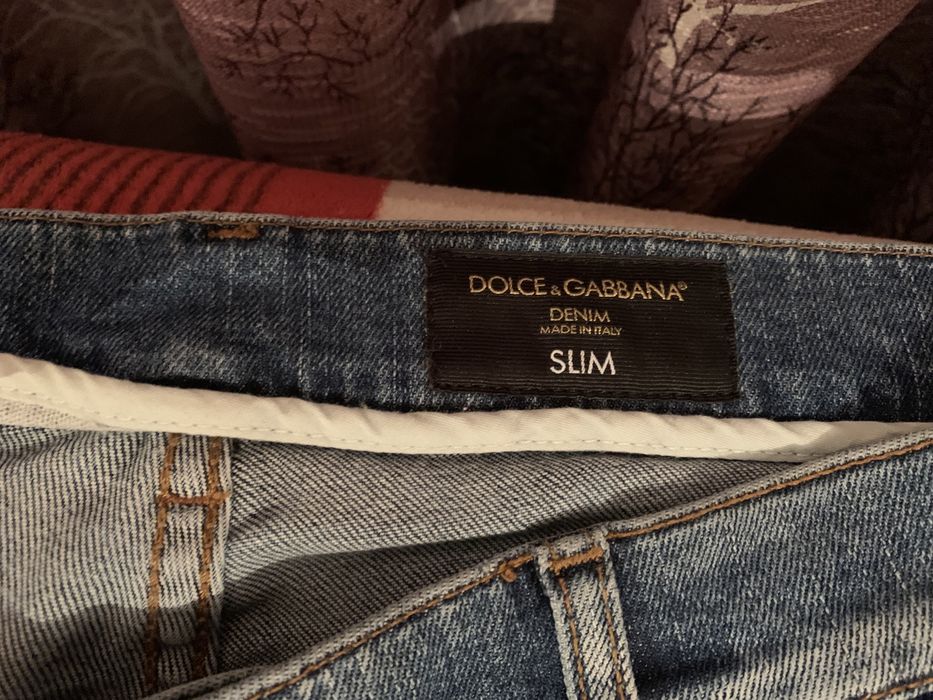 DOLCE & GABBANA®
DENIM
MADE IN ITALY
SLIM